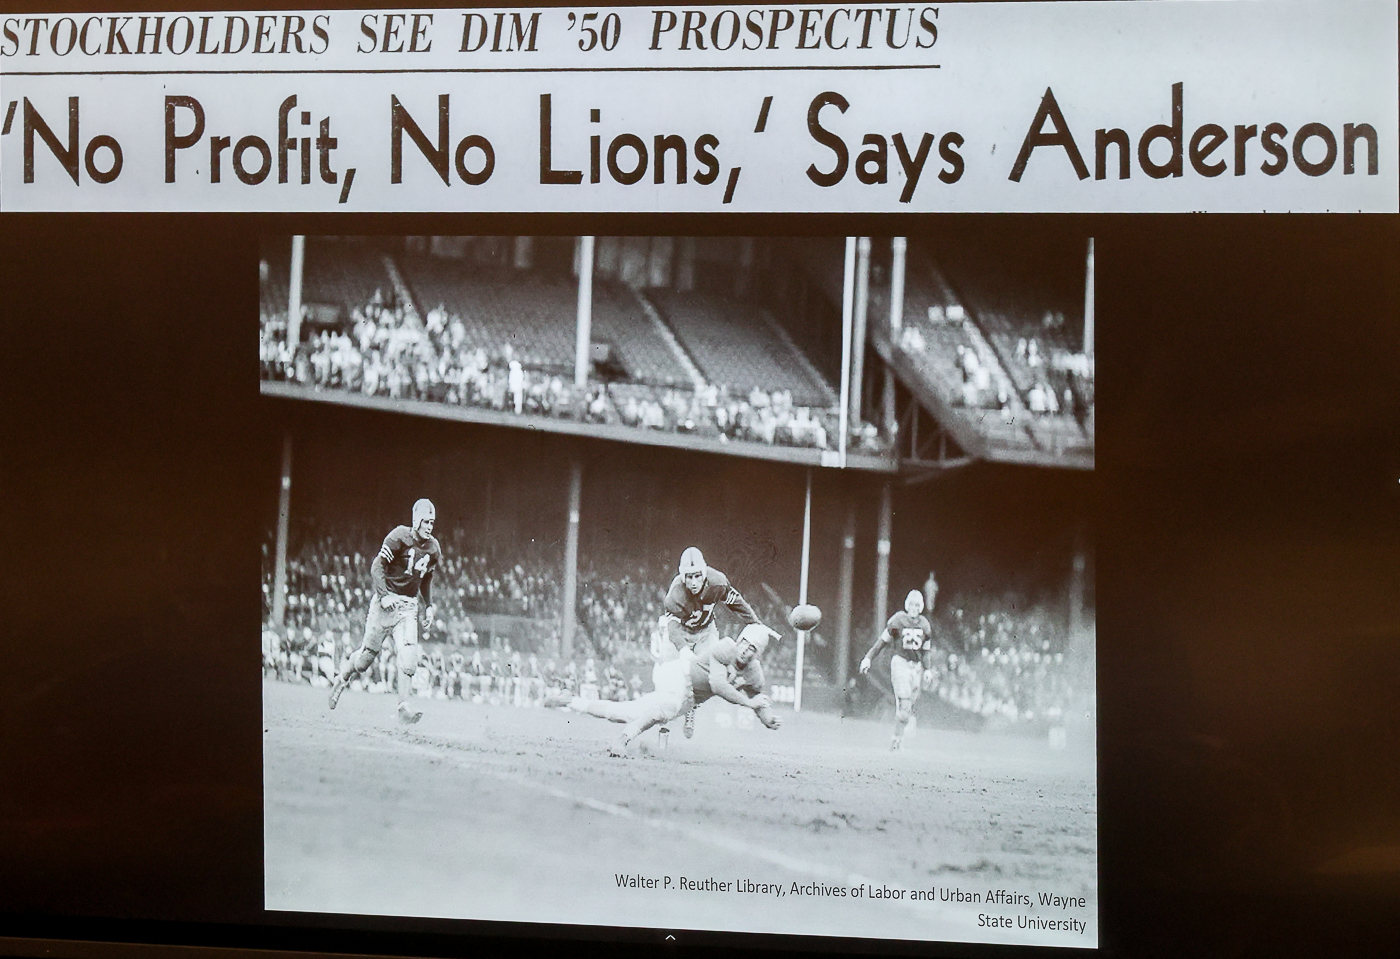 STOCKHOLDERS SEE DIM '50 PROSPECTUS
'No Profit, No Lions,' Says Anderson
14
27
25
Walter P. Reuther Library, Archives of Labor and Urban Affairs, Wayne
State University